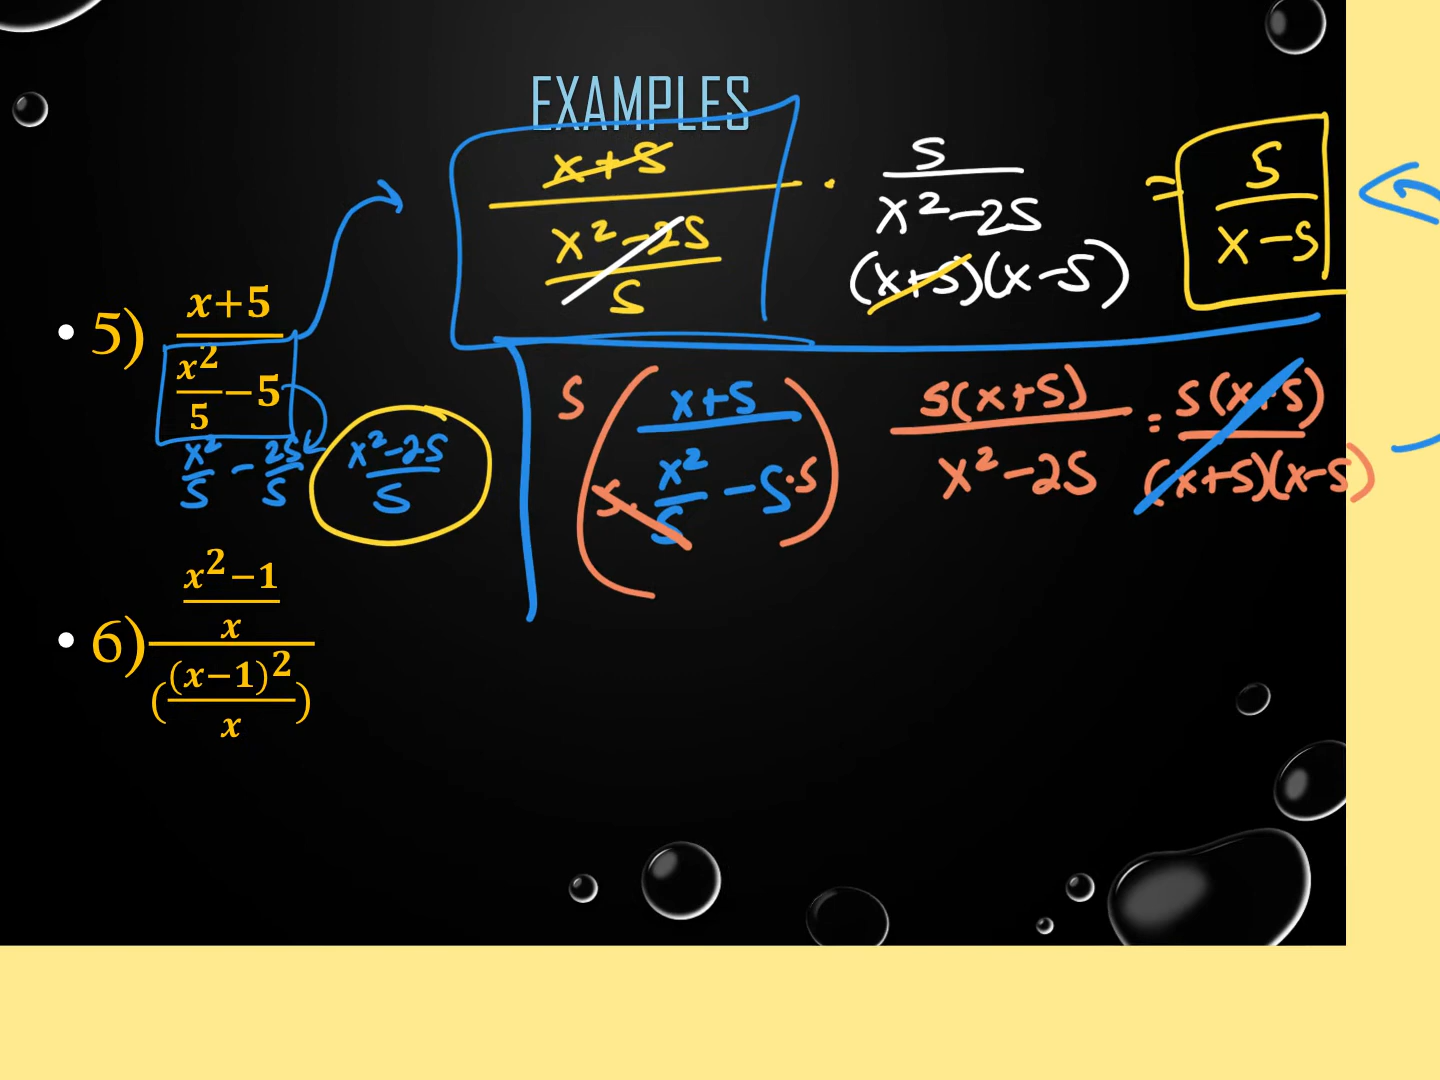 EXAMPLES
• 5) (x+5)/(x²/5 −5)
x²/5 − 25/5
(x²−25)/5
(x+5)/((x²−25)/5) · 5/(x²−25) = 5/(x−5)
(x+5)(x−5)
5 ( (x+5)/(5· x²/5 − 5·5) ) 5(x+5)/(x²−25) = 5(x+5)/((x+5)(x−5))
• 6) ((x²−1)/x)/(((x−1)²/x))